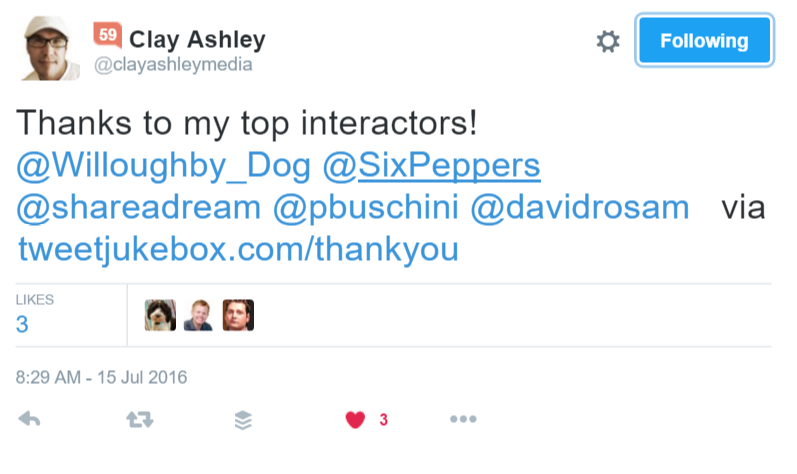 59 Clay Ashley
@clayashleymedia
Following
Thanks to my top interactors!
@Willoughby_Dog @SixPeppers
@shareadream @pbuschini @davidrosam via
tweetjukebox.com/thankyou
LIKES
3
8:29 AM - 15 Jul 2016
3